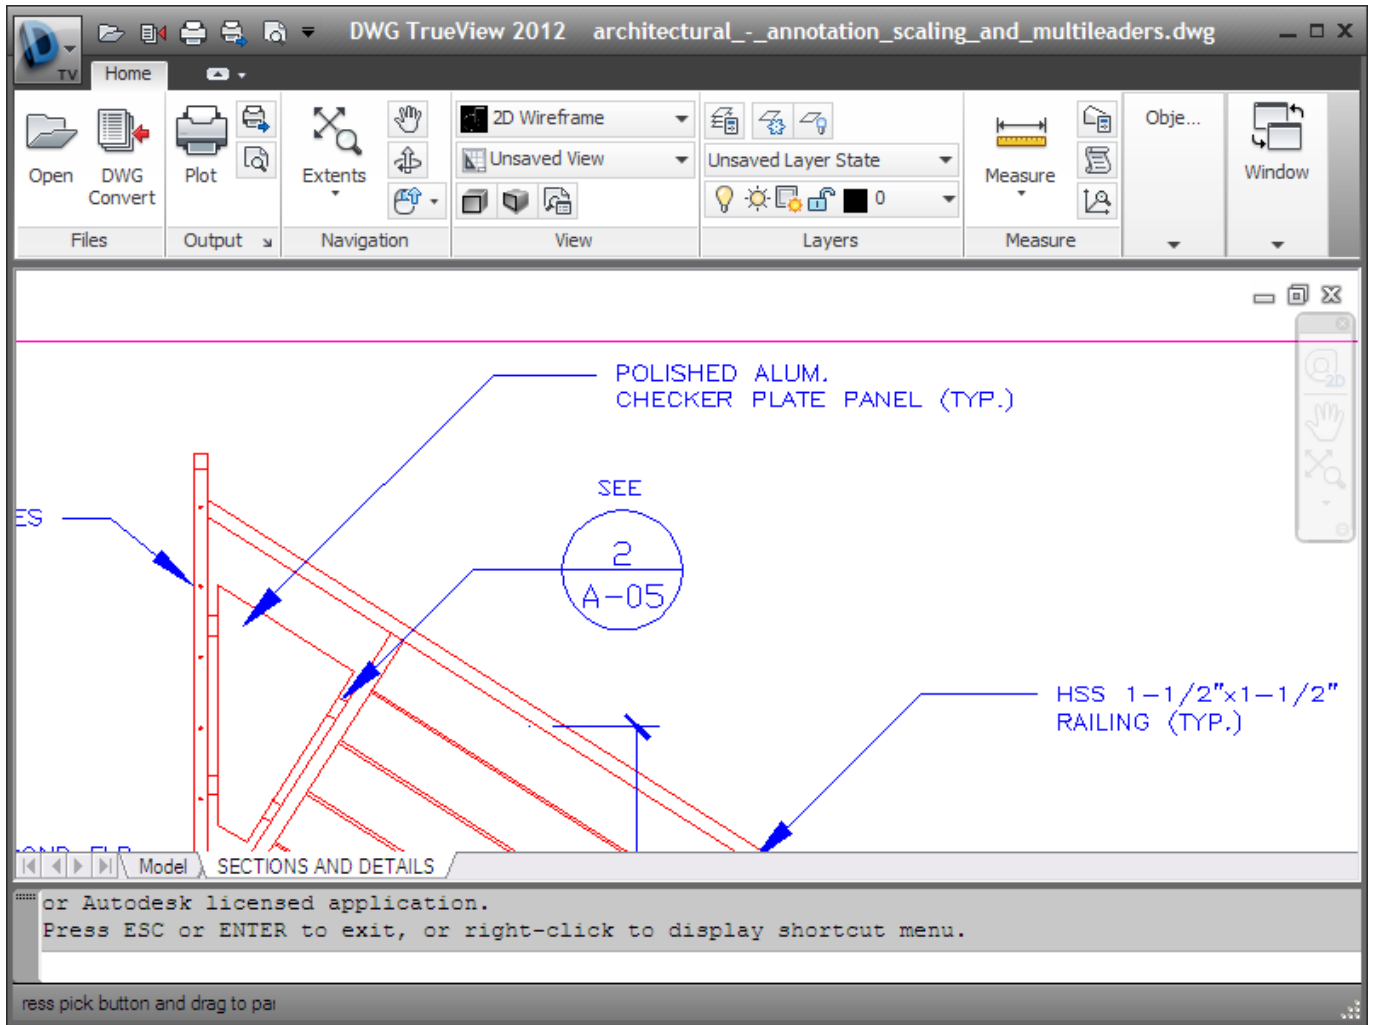 DWG TrueView 2012 architectural_-_annotation_scaling_and_multileaders.dwg
TV
Home
Open
DWG
Convert
Plot
Extents
2D Wireframe
Unsaved View
Unsaved Layer State
0
Measure
Obje...
Window
Files
Output
Navigation
View
Layers
Measure
2D
POLISHED ALUM.
CHECKER PLATE PANEL (TYP.)
SEE
ES
2
A-05
HSS 1-1/2"x1-1/2"
RAILING (TYP.)
Model
SECTIONS AND DETAILS
or Autodesk licensed application.
Press ESC or ENTER to exit, or right-click to display shortcut menu.
ress pick button and drag to pa